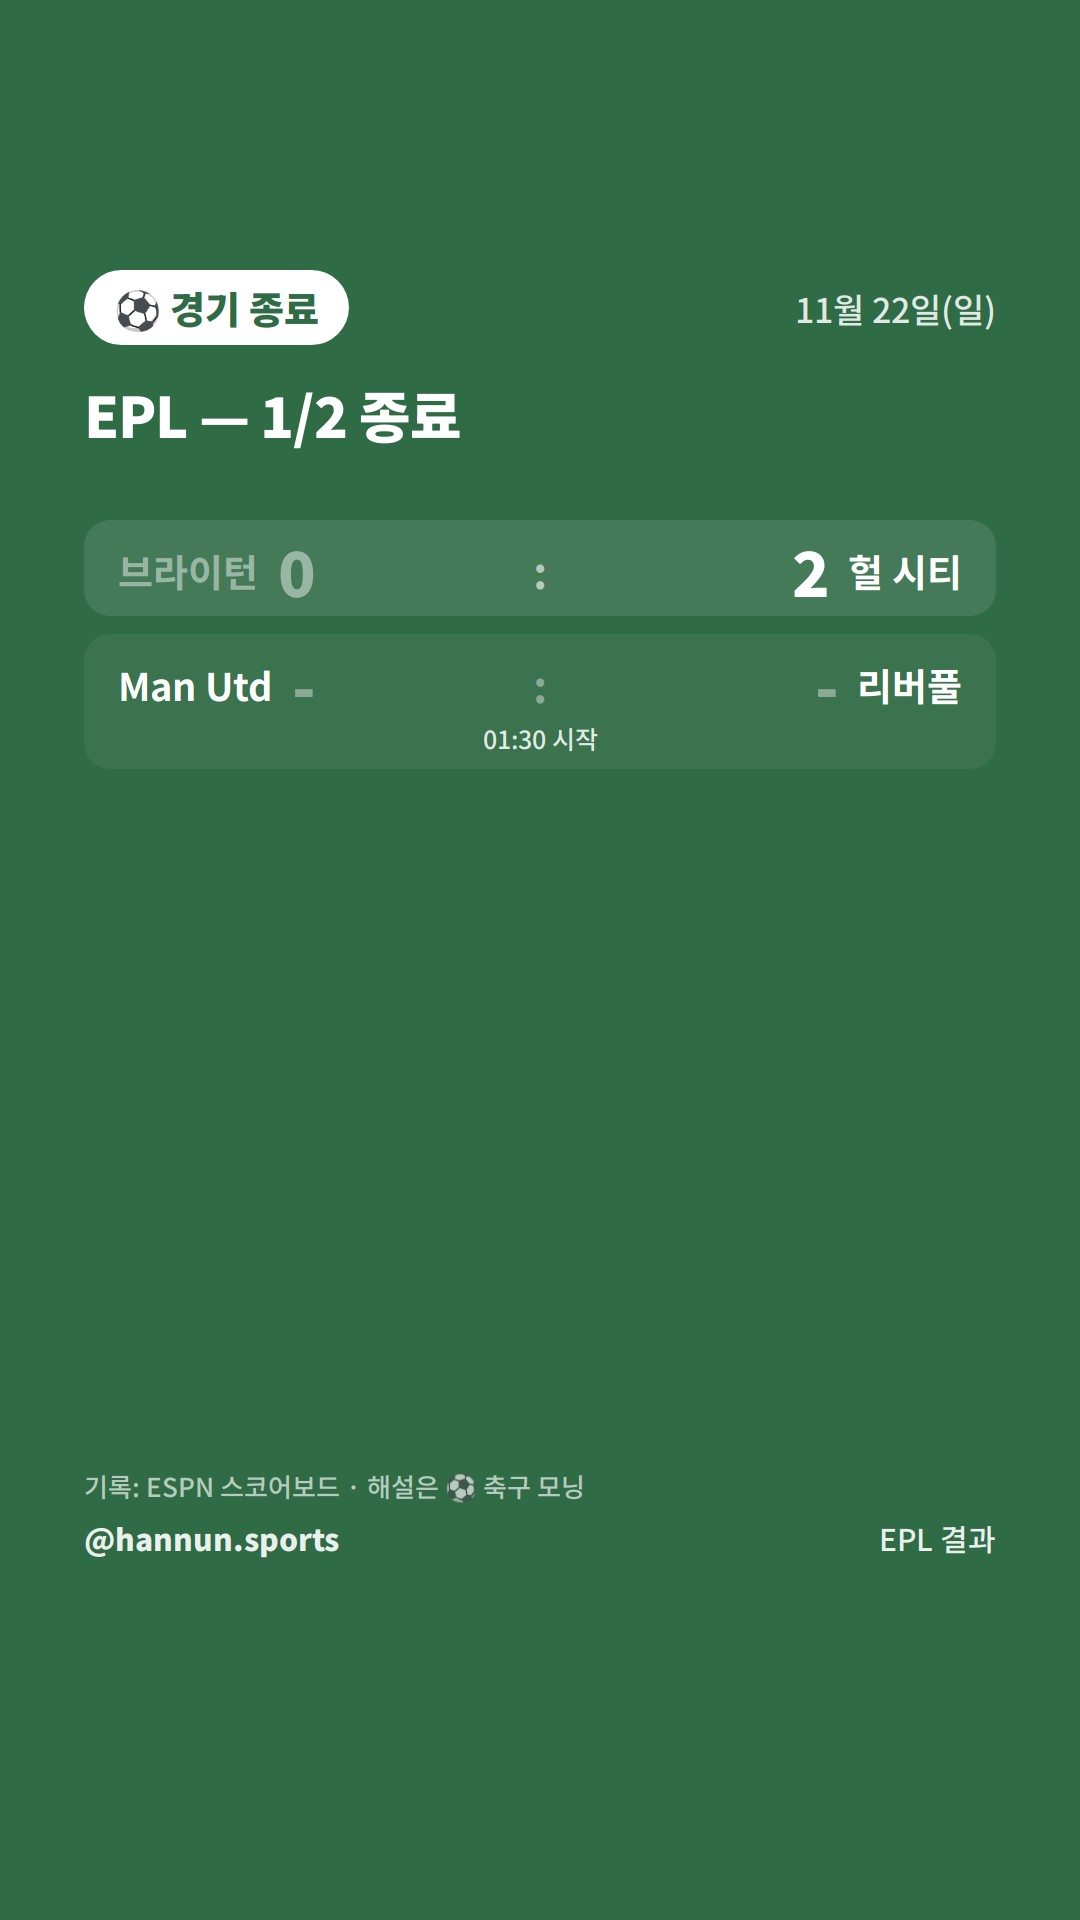 ⚽ 경기 종료
11월 22일(일)
EPL — 1/2 종료
브라이턴 0 : 2 헐 시티
Man Utd - : - 리버풀
01:30 시작
기록: ESPN 스코어보드 · 해설은 ⚽ 축구 모닝
@hannun.sports
EPL 결과